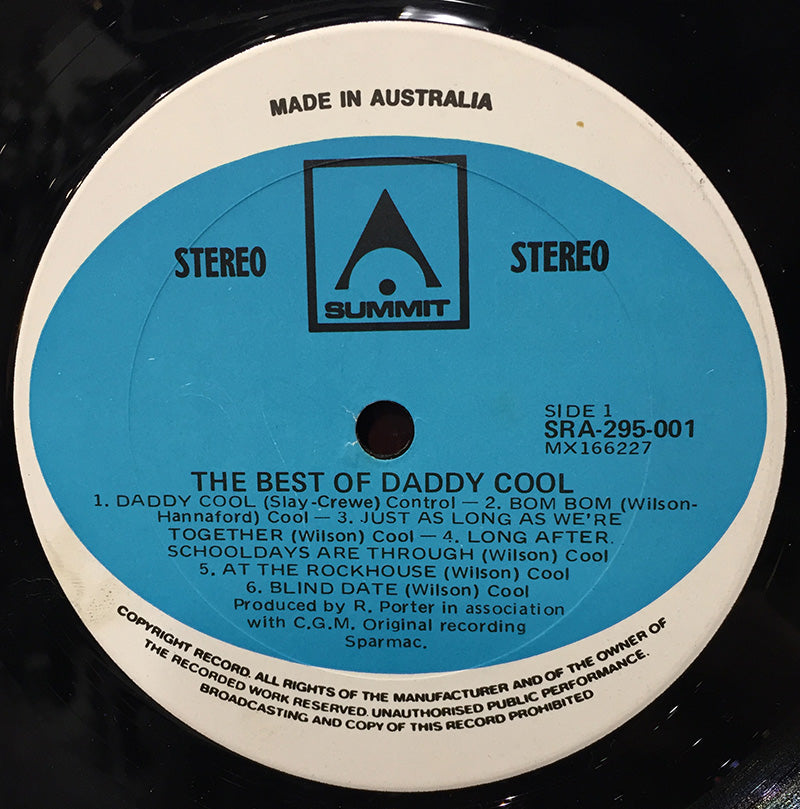 MADE IN AUSTRALIA
STEREO
SUMMIT
STEREO
SIDE 1
SRA-295-001
MX166227
THE BEST OF DADDY COOL
1. DADDY COOL (Slay-Crewe) Control — 2. BOM BOM (Wilson-
Hannaford) Cool — 3. JUST AS LONG AS WE'RE
TOGETHER (Wilson) Cool — 4. LONG AFTER.
SCHOOLDAYS ARE THROUGH (Wilson) Cool
5. AT THE ROCKHOUSE (Wilson) Cool
6. BLIND DATE (Wilson) Cool
Produced by R. Porter in association
with C.G.M. Original recording
Sparmac.
COPYRIGHT RECORD. ALL RIGHTS OF THE MANUFACTURER AND OF THE OWNER OF
THE RECORDED WORK RESERVED. UNAUTHORISED PUBLIC PERFORMANCE.
BROADCASTING AND COPY OF THIS RECORD PROHIBITED